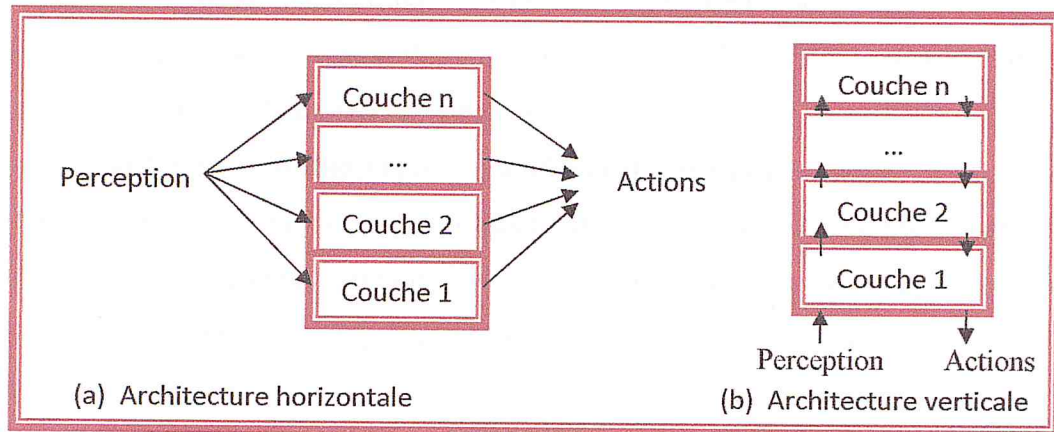 Couche n
...
Perception
Actions
Couche 2
Couche 1
(a) Architecture horizontale
Couche n
...
Couche 2
Couche 1
Perception
Actions
(b) Architecture verticale